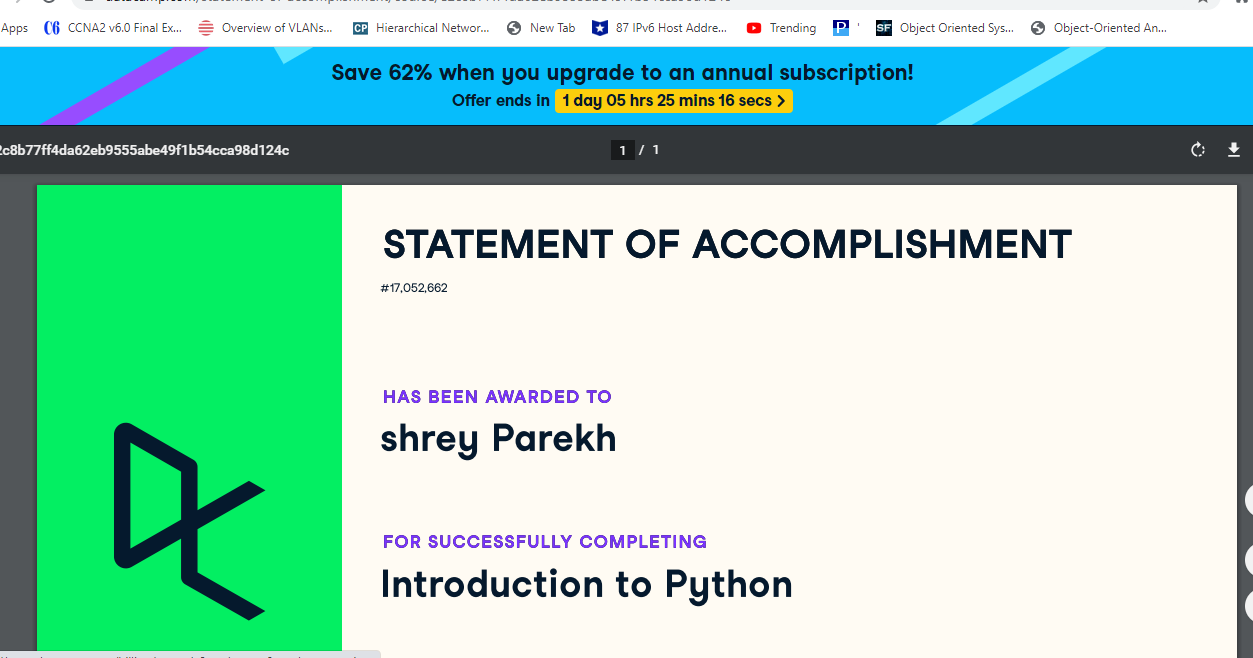 Apps CCNA2 v6.0 Final Ex... Overview of VLANs... CP Hierarchical Networ... New Tab 87 IPv6 Host Addre... Trending P ' SF Object Oriented Sys... Object-Oriented An...
Save 62% when you upgrade to an annual subscription!
Offer ends in 1 day 05 hrs 25 mins 16 secs >
2c8b77ff4da62eb9555abe49f1b54cca98d124c 1 / 1
STATEMENT OF ACCOMPLISHMENT
#17,052,662
HAS BEEN AWARDED TO
shrey Parekh
FOR SUCCESSFULLY COMPLETING
Introduction to Python